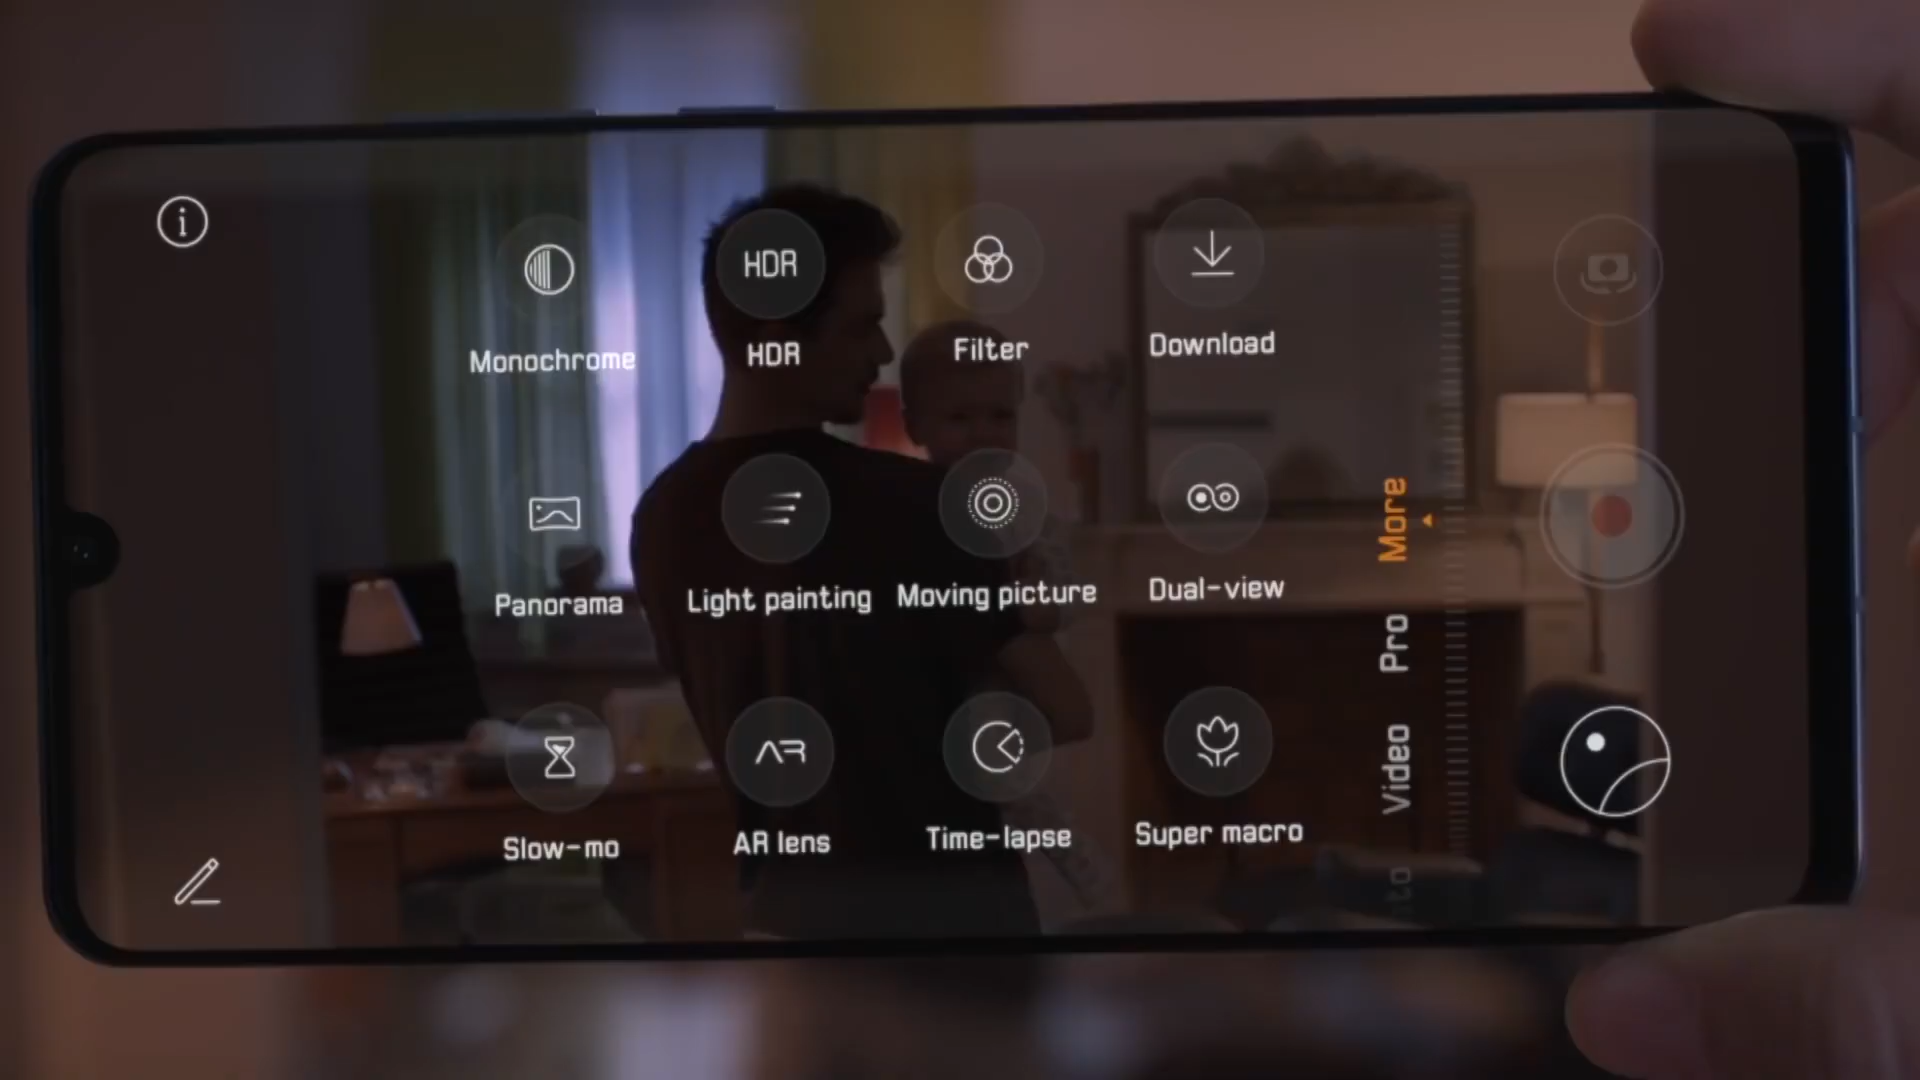 Monochrome
HDR
HDR
Filter
Download
Panorama
Light painting
Moving picture
Dual-view
Slow-mo
AR
AR lens
Time-lapse
Super macro
More
Pro
Video